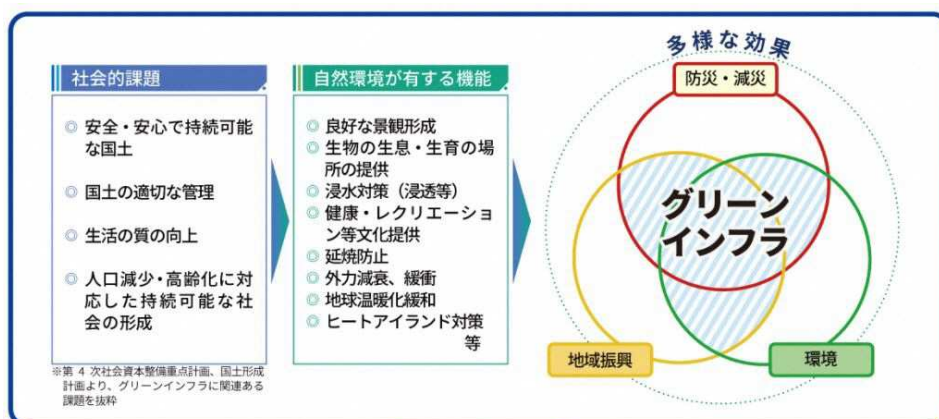 社会的課題
◎ 安全・安心で持続可能
な国土
◎ 国土の適切な管理
◎ 生活の質の向上
◎ 人口減少・高齢化に対
応した持続可能な社
会の形成
※第 4 次社会資本整備重点計画、国土形成
計画より、グリーンインフラに関連ある
課題を抜粋
自然環境が有する機能
◎ 良好な景観形成
◎ 生物の生息・生育の場
所の提供
◎ 浸水対策（浸透等）
◎ 健康・レクリエーショ
ン等文化提供
◎ 延焼防止
◎ 外力減衰、緩衝
◎ 地球温暖化緩和
◎ ヒートアイランド対策
等
多様な効果
防災・減災
グリーン
インフラ
地域振興
環境